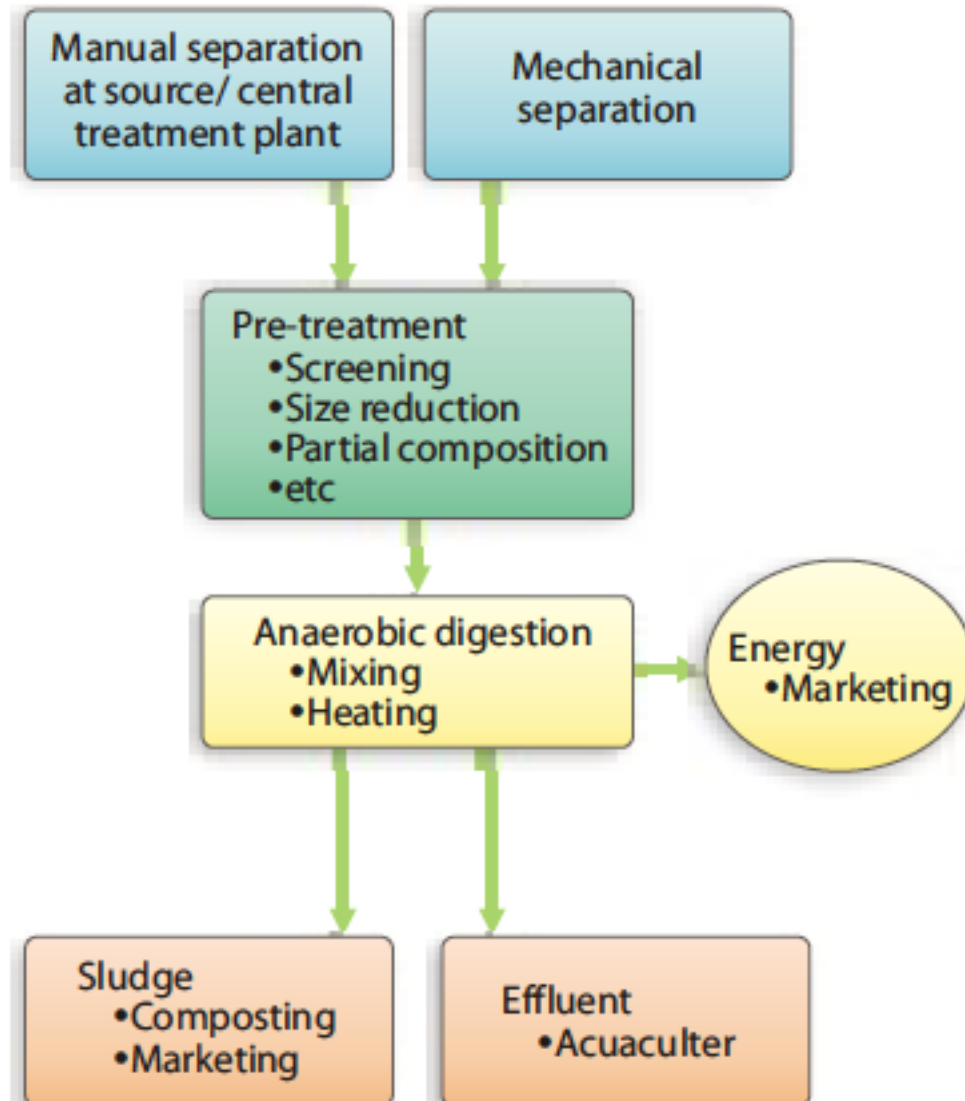 Manual separation
at source/ central
treatment plant
Mechanical
separation
Pre-treatment
•Screening
•Size reduction
•Partial composition
•etc
Anaerobic digestion
•Mixing
•Heating
Energy
•Marketing
Sludge
•Composting
•Marketing
Effluent
•Acuaculter